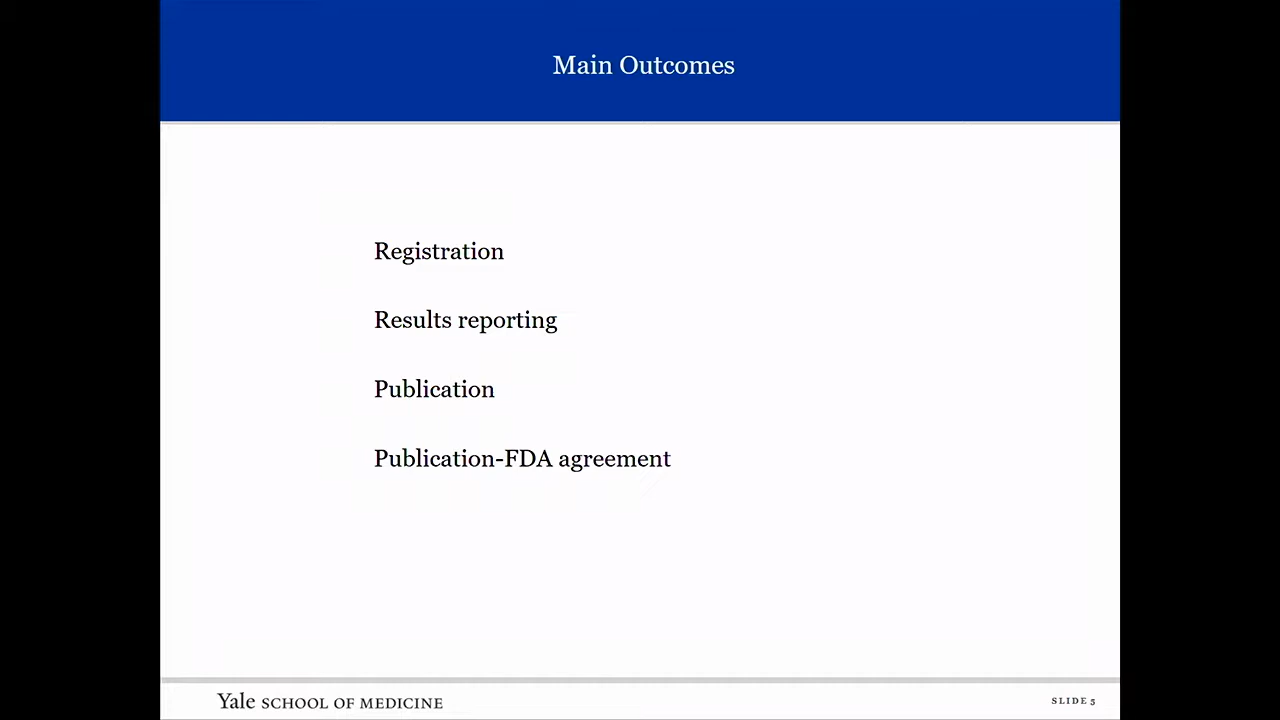 Main Outcomes
Registration
Results reporting
Publication
Publication-FDA agreement
Yale SCHOOL OF MEDICINE
SLIDE 5